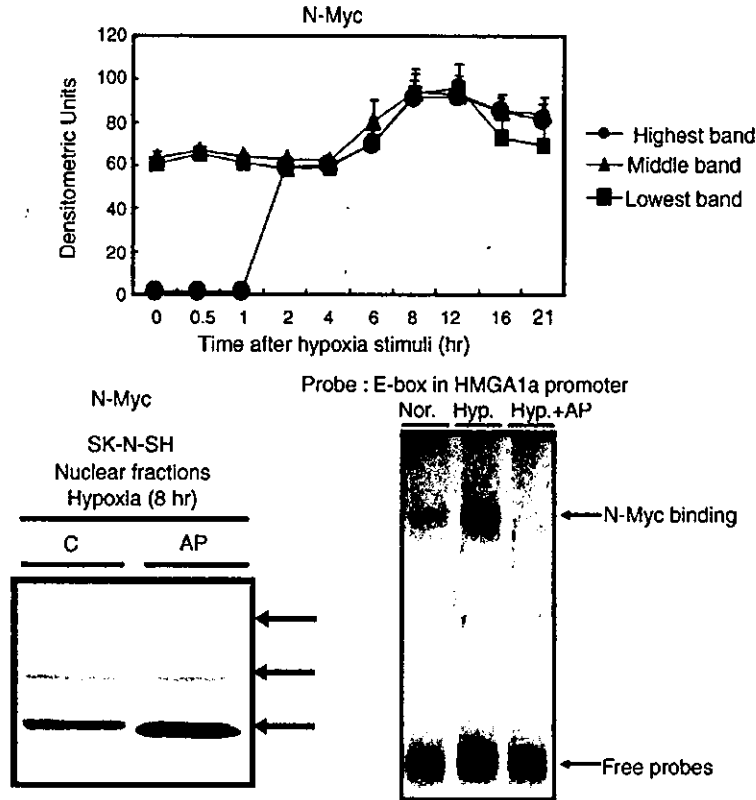 N-Myc
120
100
80
60
40
20
0
Densitometric Units
0 0.5 1 2 4 6 8 12 16 21
Time after hypoxia stimuli (hr)
Highest band
Middle band
Lowest band
N-Myc
SK-N-SH
Nuclear fractions
Hypoxia (8 hr)
C AP
Probe : E-box in HMGA1a promoter
Nor. Hyp. Hyp.+AP
N-Myc binding
Free probes